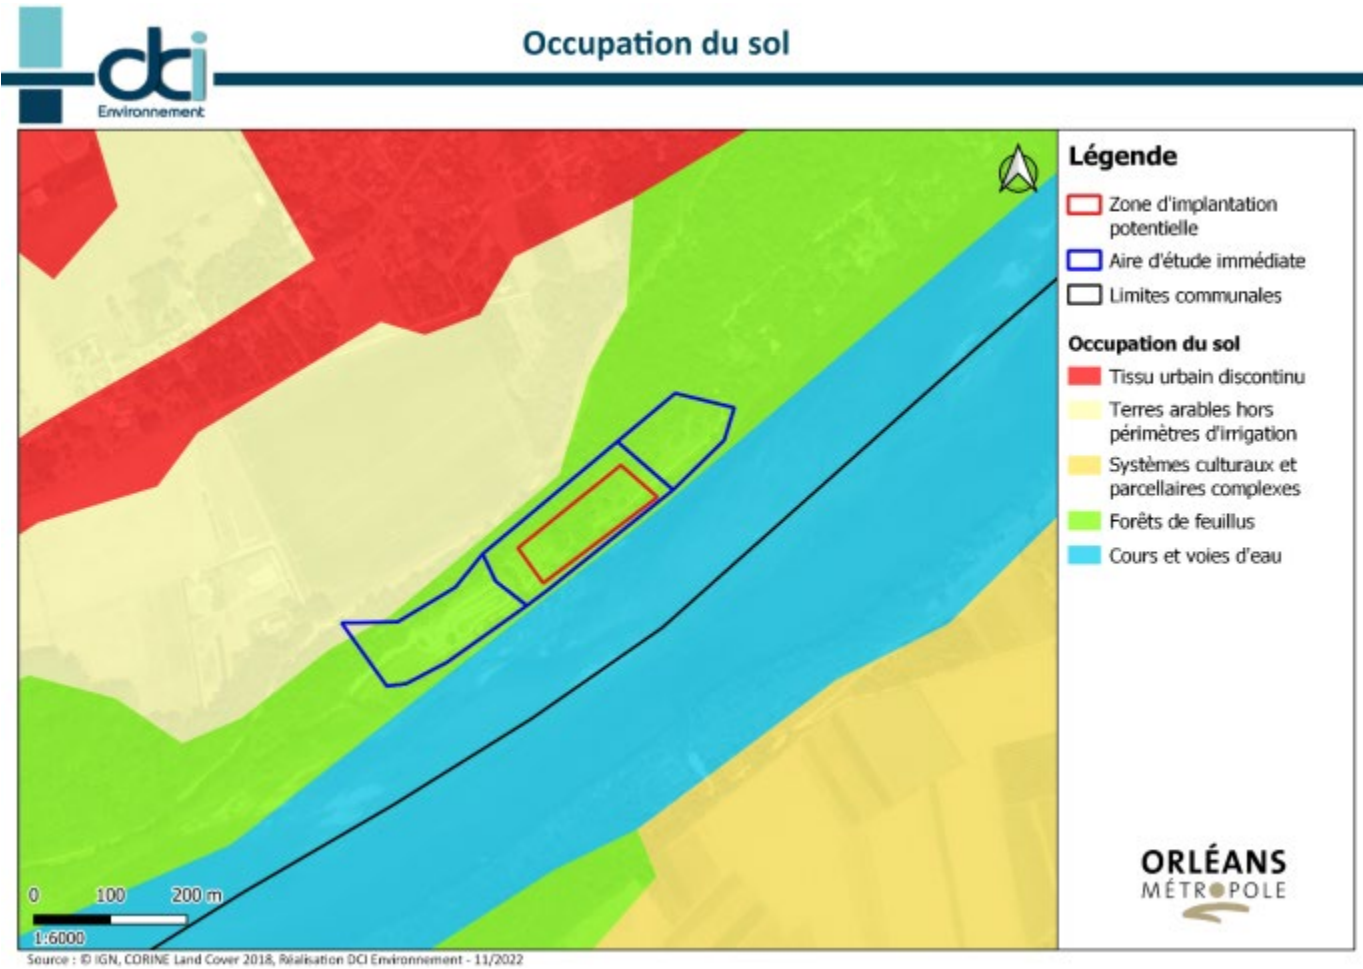 Occupation du sol
dci
Environnement
Légende
Zone d'implantation
potentielle
Aire d'étude immédiate
Limites communales
Occupation du sol
Tissu urbain discontinu
Terres arables hors
périmètres d'irrigation
Systèmes culturaux et
parcellaires complexes
Forêts de feuillus
Cours et voies d'eau
ORLÉANS
MÉTROPOLE
0 100 200 m
1:6000
Source : © IGN, CORINE Land Cover 2018, Réalisation DCI Environnement - 11/2022